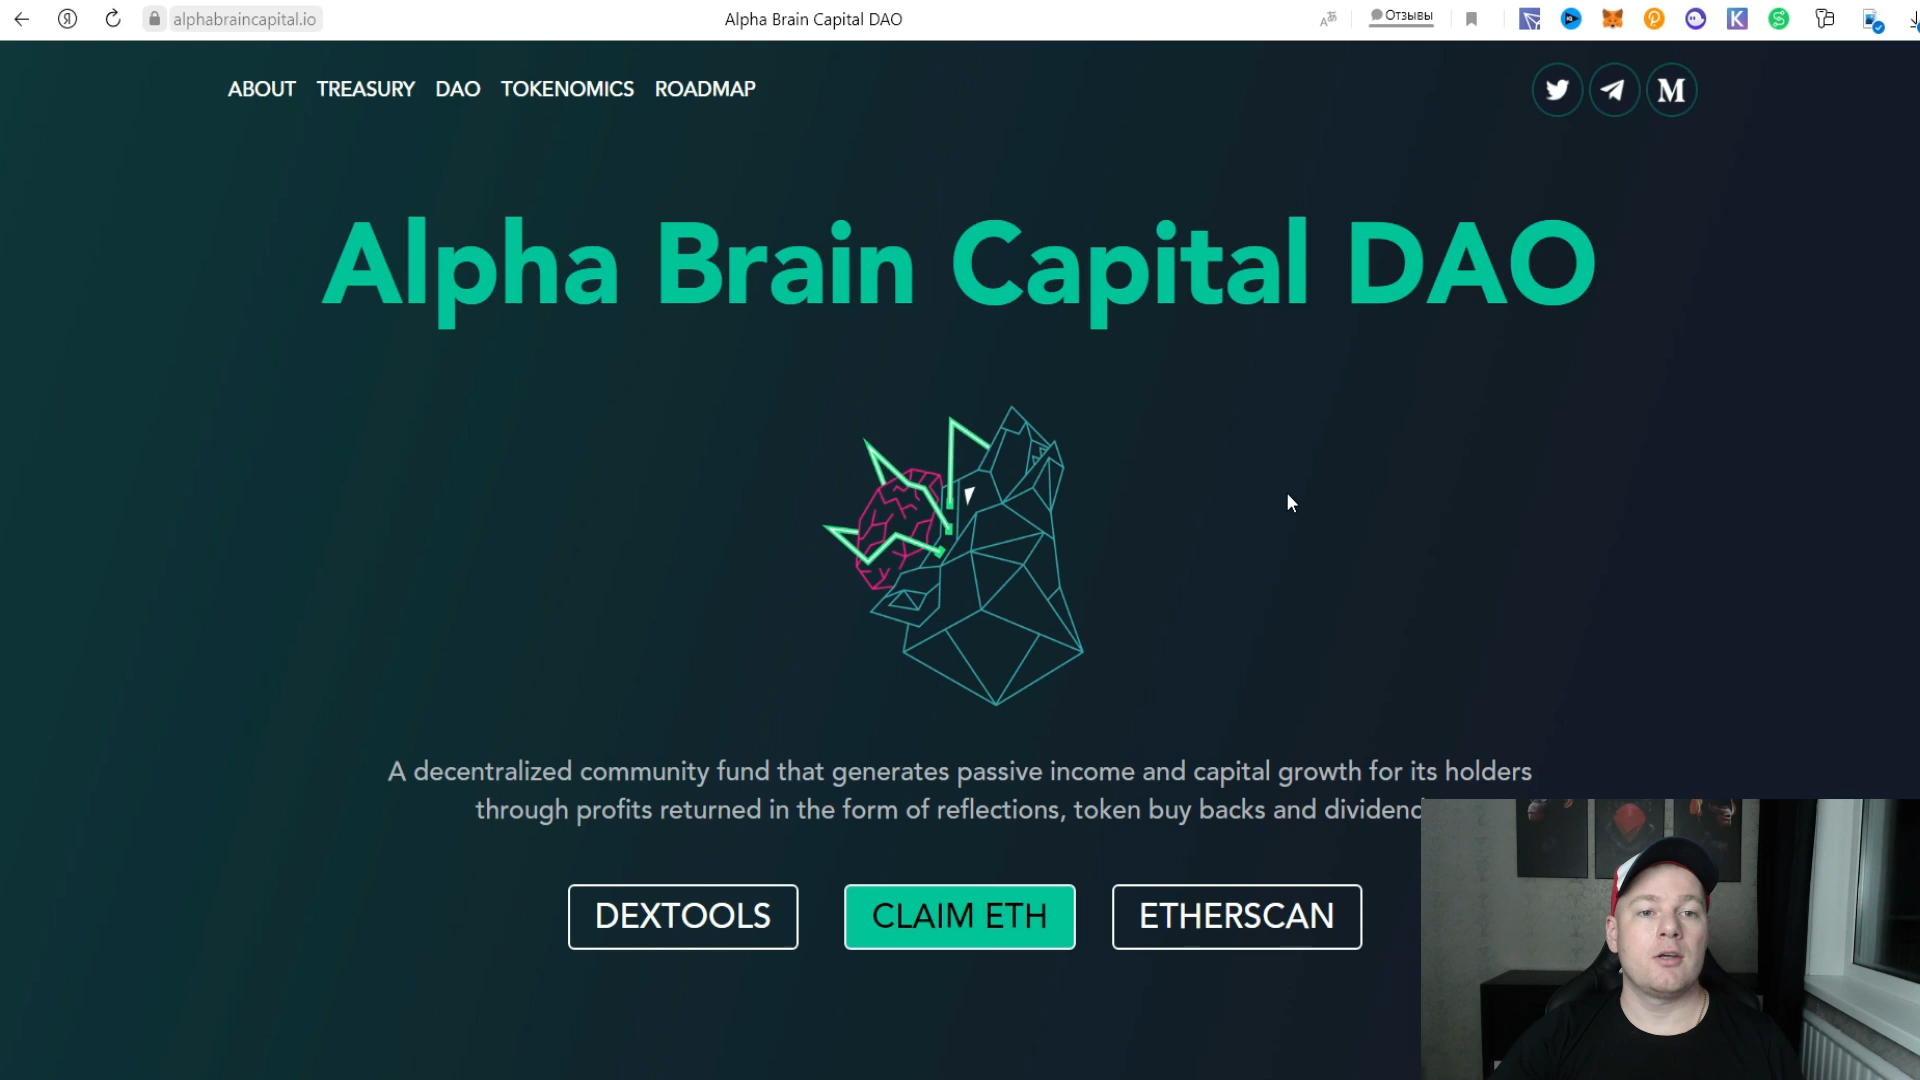 alphabraincapital.io
Alpha Brain Capital DAO
Отзывы
ABOUT TREASURY DAO TOKENOMICS ROADMAP
Alpha Brain Capital DAO
A decentralized community fund that generates passive income and capital growth for its holders
through profits returned in the form of reflections, token buy backs and
DEXTOOLS
CLAIM ETH
ETHERSCAN